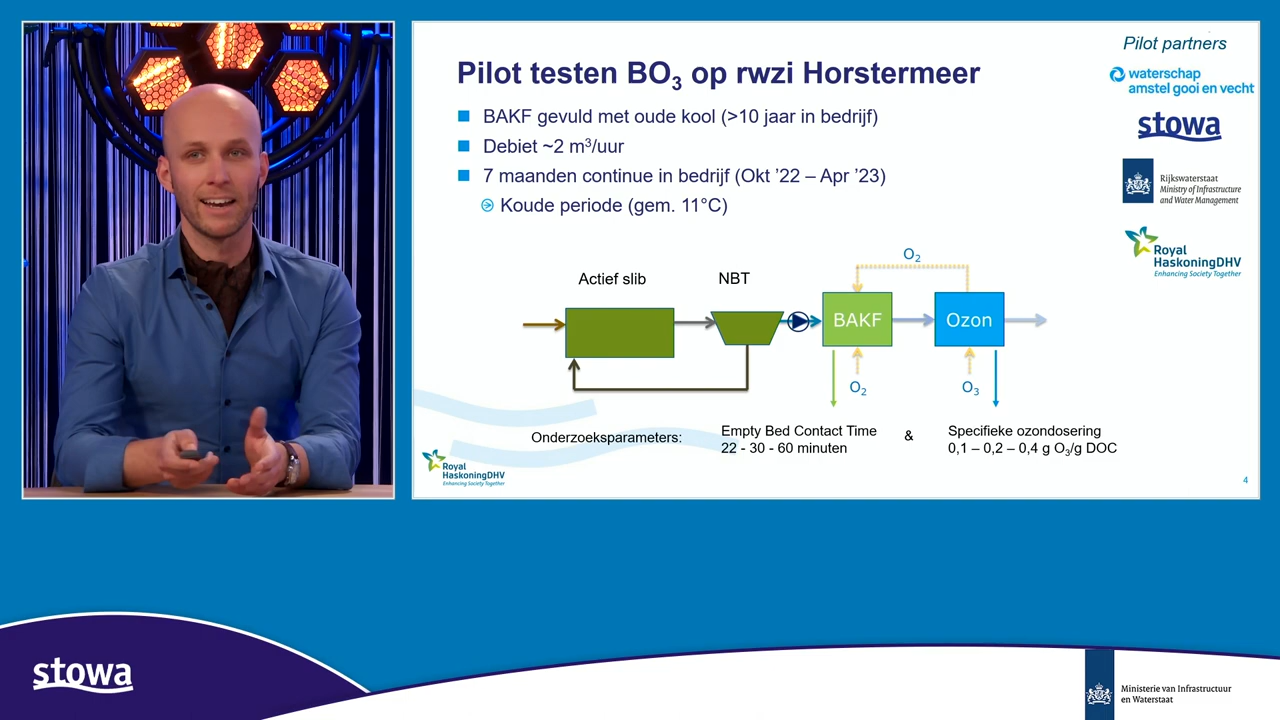 Pilot partners
Pilot testen BO3 op rwzi Horstermeer
waterschap
amstel gooi en vecht
BAKF gevuld met oude kool (>10 jaar in bedrijf)
stowa
Debiet ~2 m³/uur
7 maanden continue in bedrijf (Okt ’22 – Apr ’23)
Rijkswaterstaat
Ministry of Infrastructure
and Water Management
Koude periode (gem. 11°C)
Royal
HaskoningDHV
Enhancing Society Together
O2
Actief slib
NBT
BAKF
Ozon
O2
O3
Onderzoeksparameters:
Empty Bed Contact Time
22 - 30 - 60 minuten
&
Specifieke ozondosering
0,1 – 0,2 – 0,4 g O3/g DOC
Royal
HaskoningDHV
Enhancing Society Together
4
stowa
Ministerie van Infrastructuur
en Waterstaat